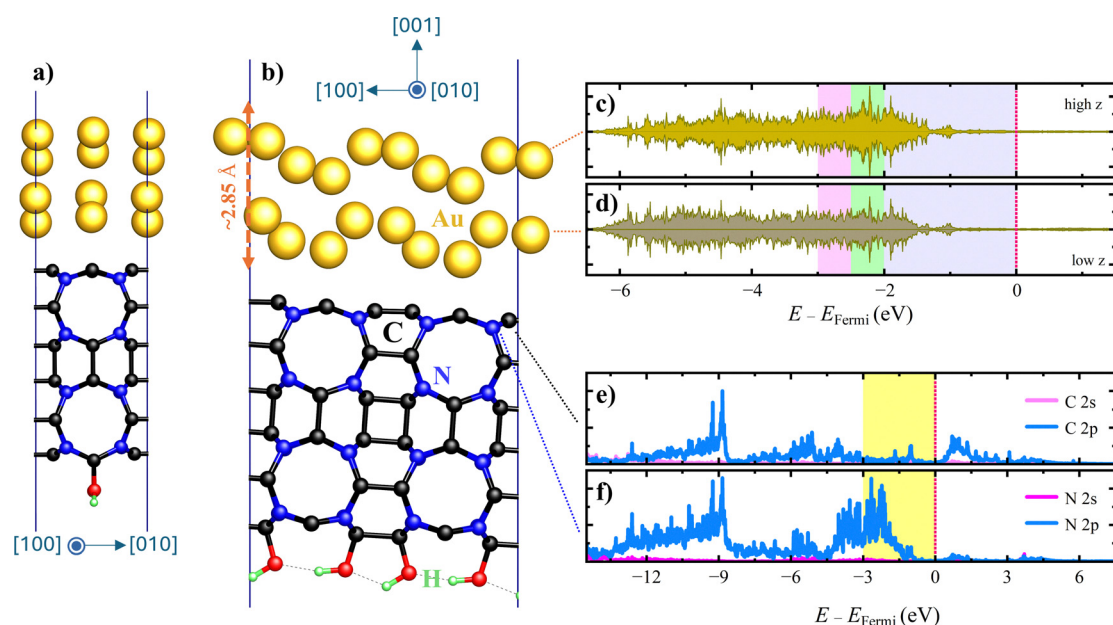 a)
[100]
[010]
b)
[001]
[100]
[010]
~2.85 Å
Au
C
N
H
c)
high z
d)
low z
−6
−4
−2
0
E – EFermi (eV)
e)
C 2s
C 2p
f)
N 2s
N 2p
−12
−9
−6
−3
0
3
6
E – EFermi (eV)